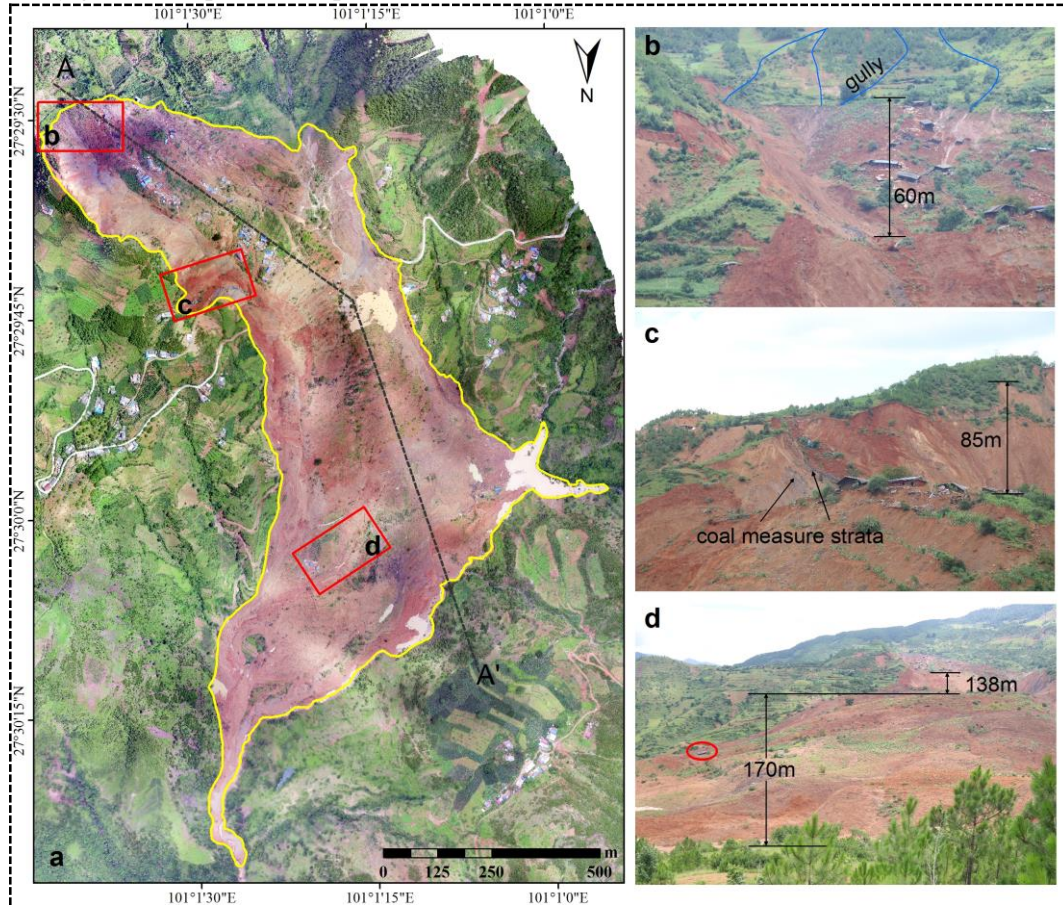 101°1'30"E 101°1'15"E 101°1'0"E
A
N
27°29'30"N
b
c
27°29'45"N
27°30'0"N
d
A'
27°30'15"N
a
m
0 125 250 500
101°1'30"E 101°1'15"E 101°1'0"E
b
gully
60m
c
85m
coal measure strata
d
138m
170m